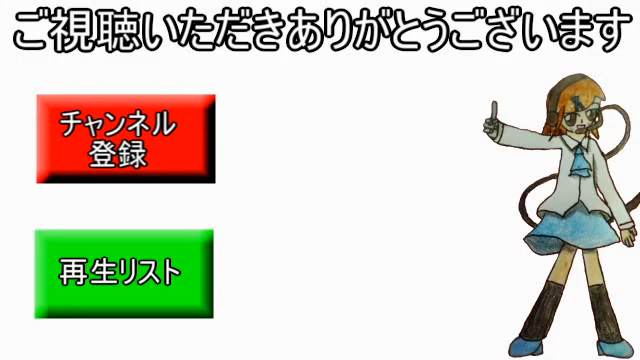 ご視聴いただきありがとうございます
チャンネル
登録
再生リスト